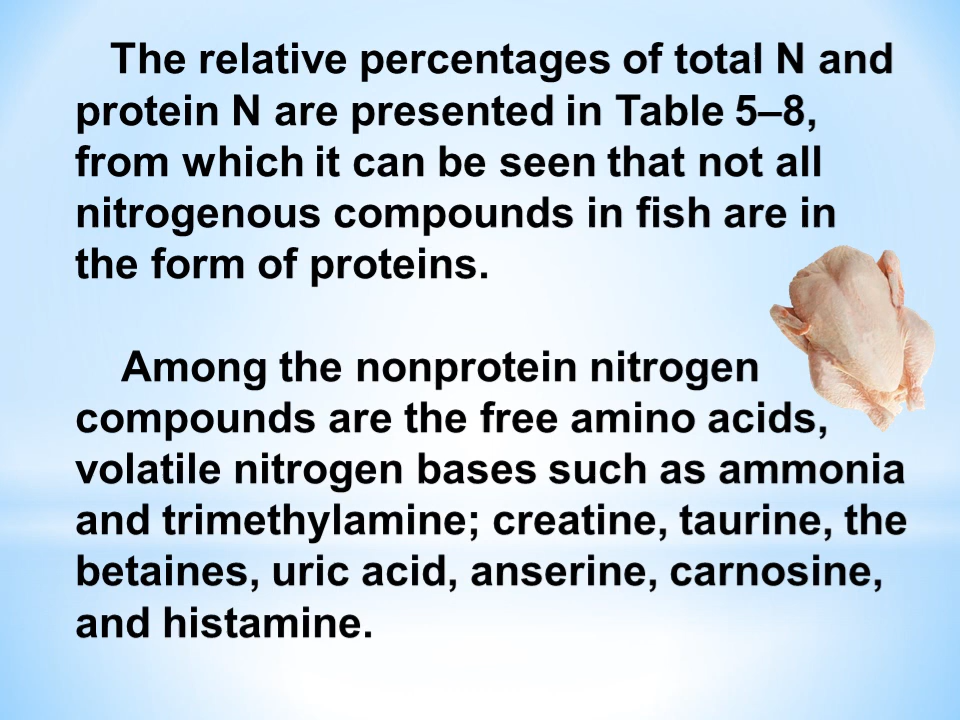 The relative percentages of total N and
protein N are presented in Table 5–8,
from which it can be seen that not all
nitrogenous compounds in fish are in
the form of proteins.
Among the nonprotein nitrogen
compounds are the free amino acids,
volatile nitrogen bases such as ammonia
and trimethylamine; creatine, taurine, the
betaines, uric acid, anserine, carnosine,
and histamine.